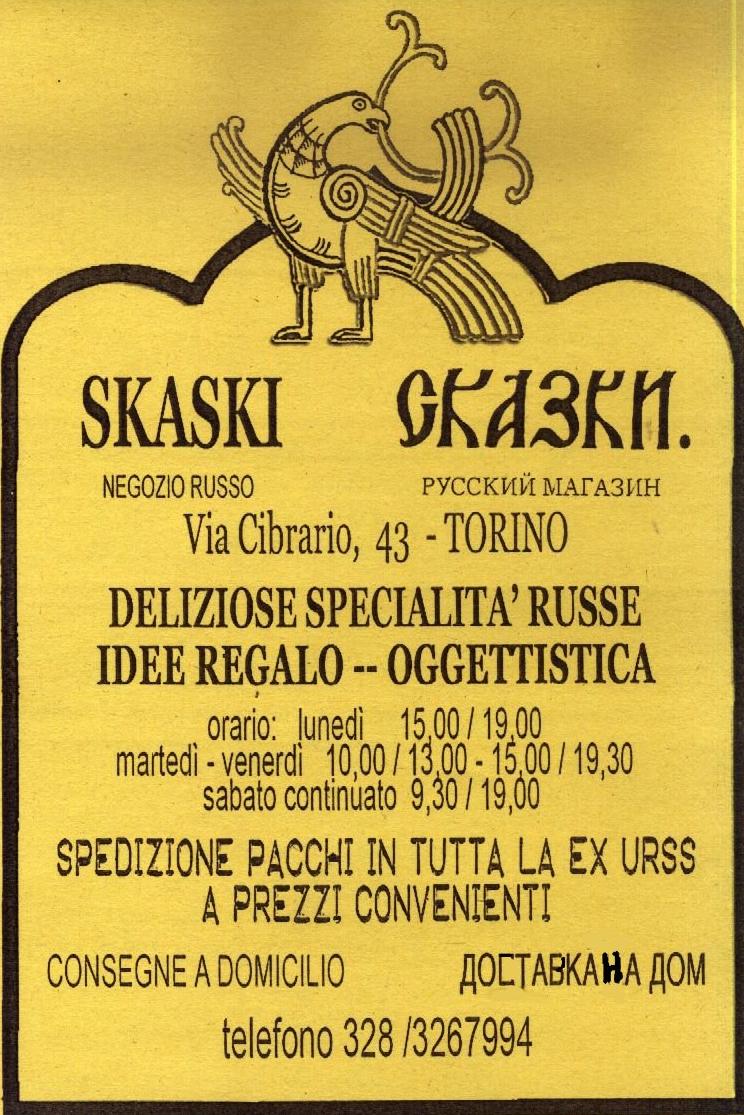 SKASKI СКАЗКИ.
NEGOZIO RUSSO РУССКИЙ МАГАЗИН
Via Cibrario, 43 - TORINO
DELIZIOSE SPECIALITA' RUSSE
IDEE REGALO -- OGGETTISTICA
orario: lunedì 15,00 / 19,00
martedì - venerdì 10,00 / 13,00 - 15,00 / 19,30
sabato continuato 9,30 / 19,00
SPEDIZIONE PACCHI IN TUTTA LA EX URSS
A PREZZI CONVENIENTI
CONSEGNE A DOMICILIO ДОСТАВКА НА ДОМ
telefono 328 /3267994